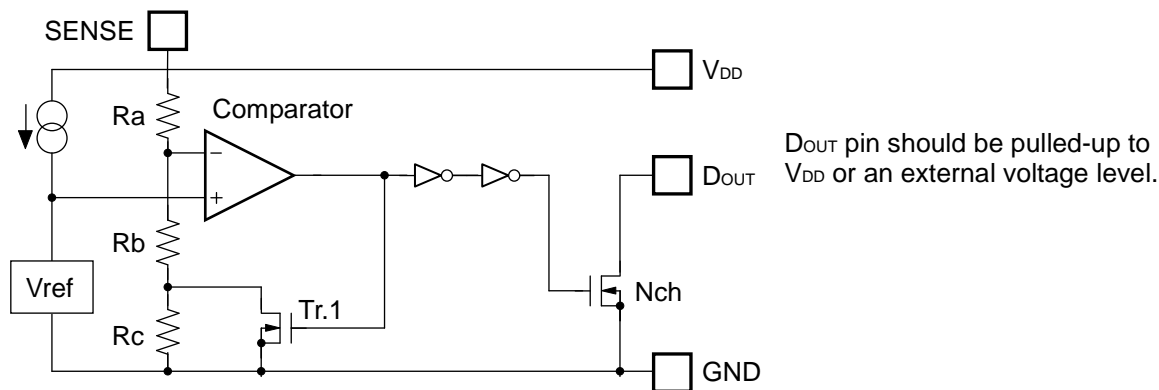 SENSE
VDD
Ra
Comparator
−
+
DOUT
DOUT pin should be pulled-up to
VDD or an external voltage level.
Rb
Vref
Tr.1
Nch
Rc
GND